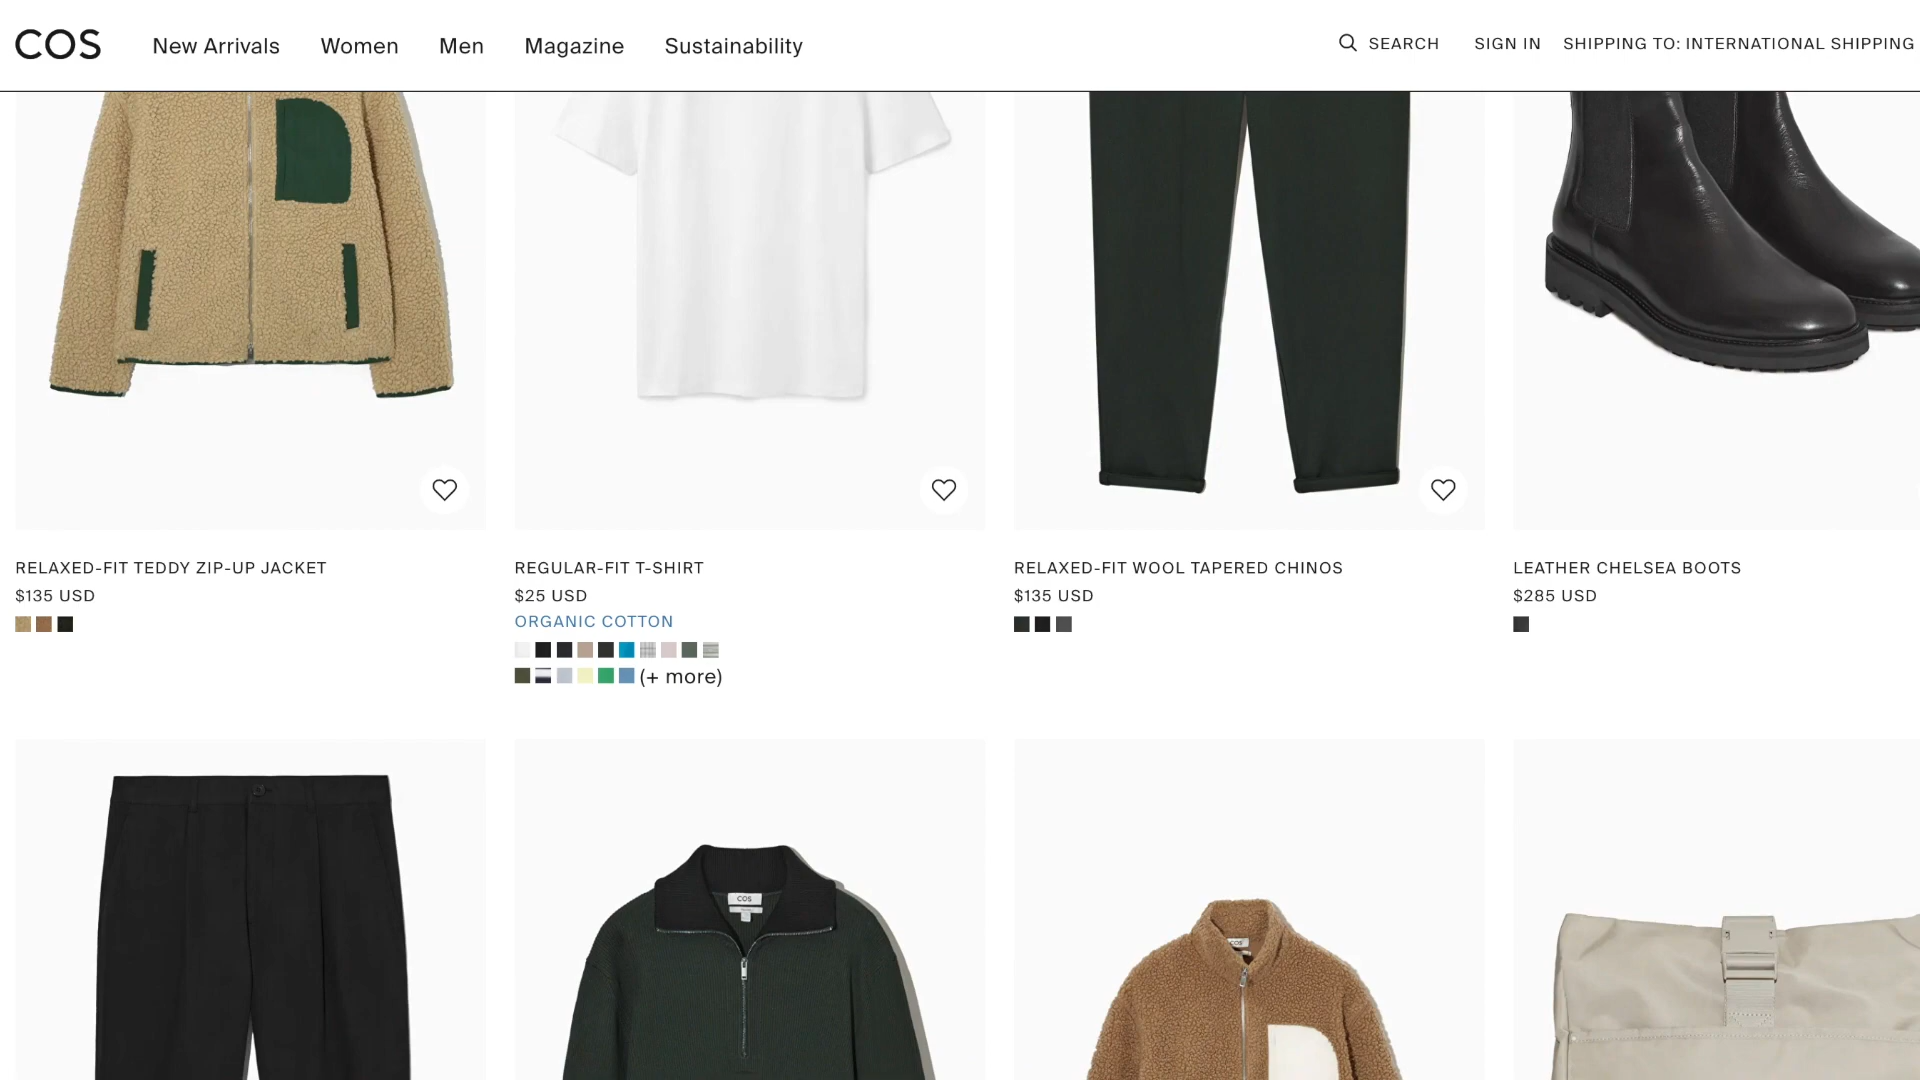 COS
New Arrivals
Women
Men
Magazine
Sustainability
SEARCH
SIGN IN
SHIPPING TO: INTERNATIONAL SHIPPING
RELAXED-FIT TEDDY ZIP-UP JACKET
$135 USD
REGULAR-FIT T-SHIRT
$25 USD
ORGANIC COTTON
(+ more)
RELAXED-FIT WOOL TAPERED CHINOS
$135 USD
LEATHER CHELSEA BOOTS
$285 USD
COS
COS